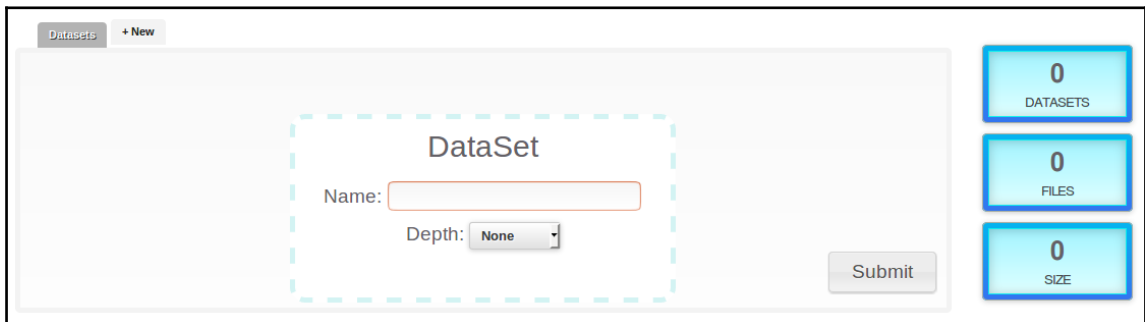 Datasets + New
DataSet
Name:
Depth: None
Submit
0
DATASETS
0
FILES
0
SIZE